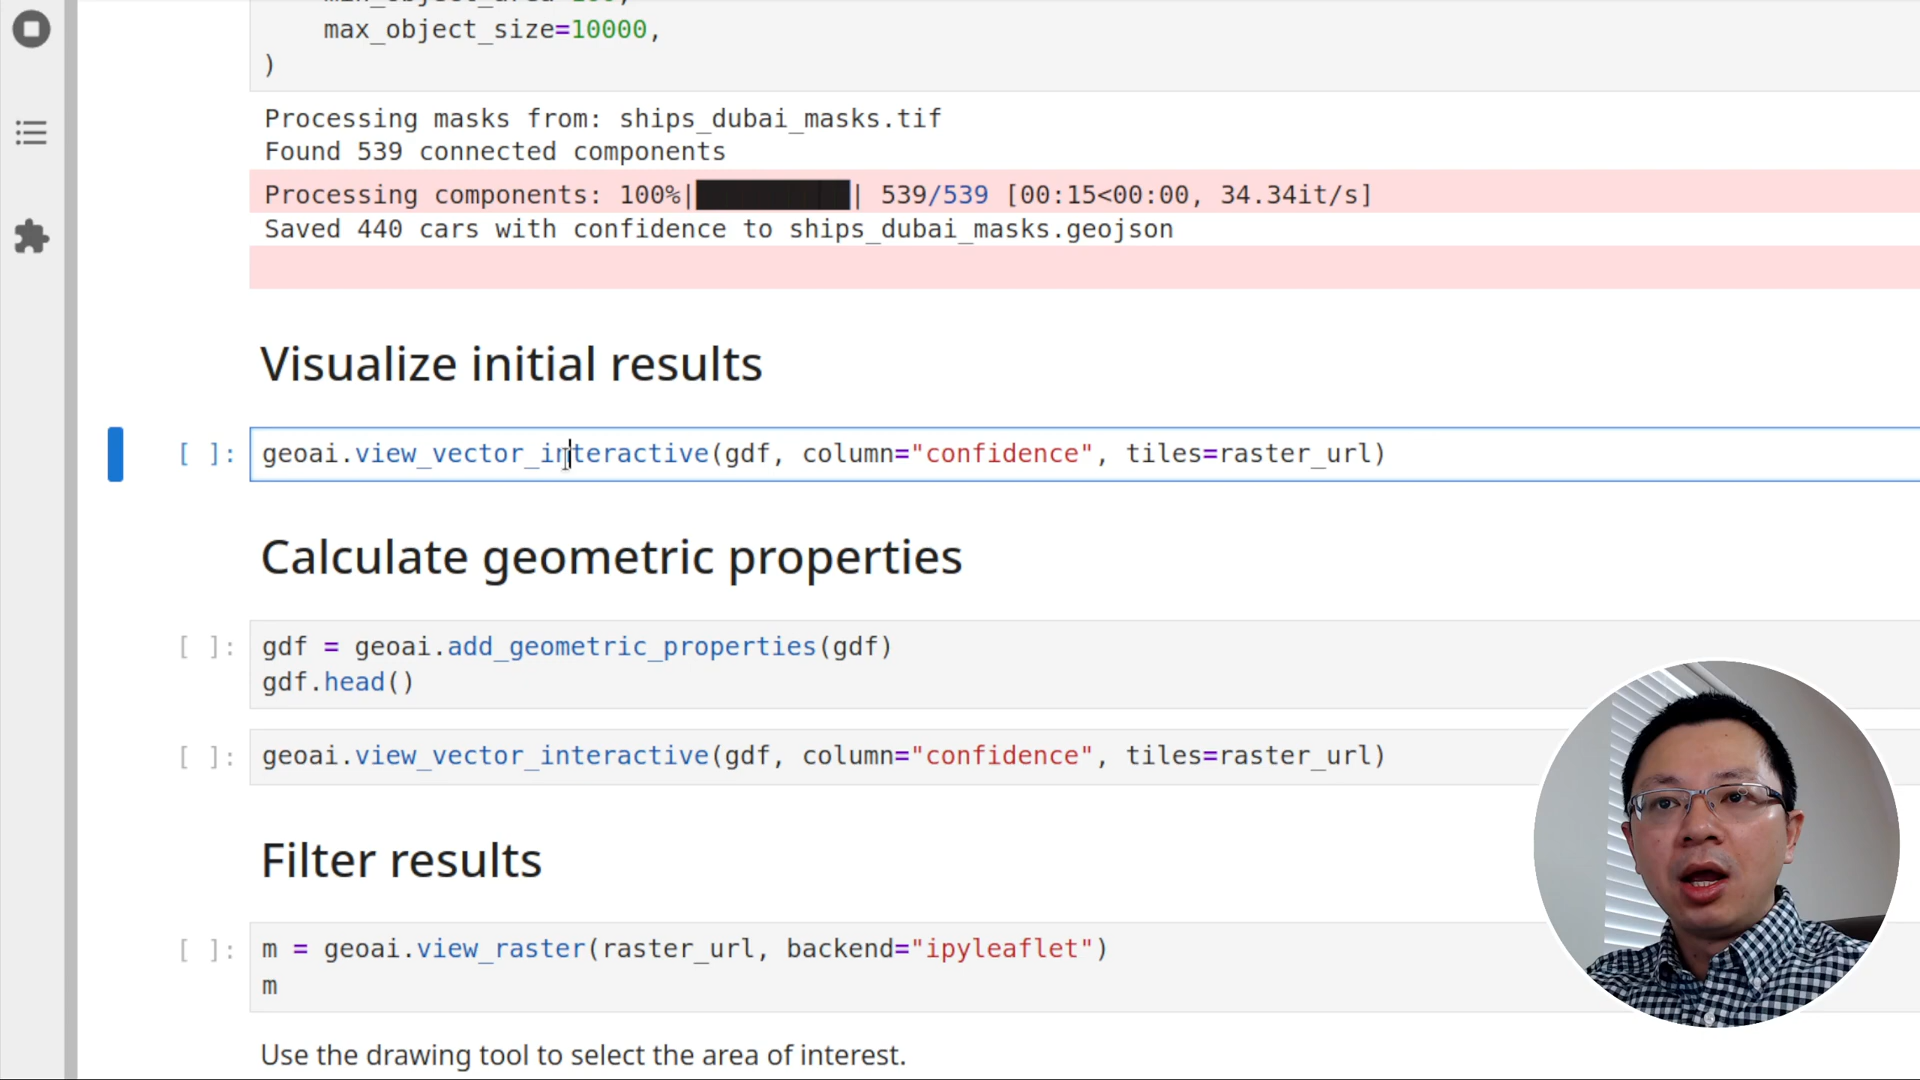 max_object_size=10000,
)
Processing masks from: ships_dubai_masks.tif
Found 539 connected components
Processing components: 100%|██████████| 539/539 [00:15<00:00, 34.34it/s]
Saved 440 cars with confidence to ships_dubai_masks.geojson
Visualize initial results
[ ]: geoai.view_vector_interactive(gdf, column="confidence", tiles=raster_url)
Calculate geometric properties
[ ]: gdf = geoai.add_geometric_properties(gdf)
gdf.head()
[ ]: geoai.view_vector_interactive(gdf, column="confidence", tiles=raster_url)
Filter results
[ ]: m = geoai.view_raster(raster_url, backend="ipyleaflet")
m
Use the drawing tool to select the area of interest.